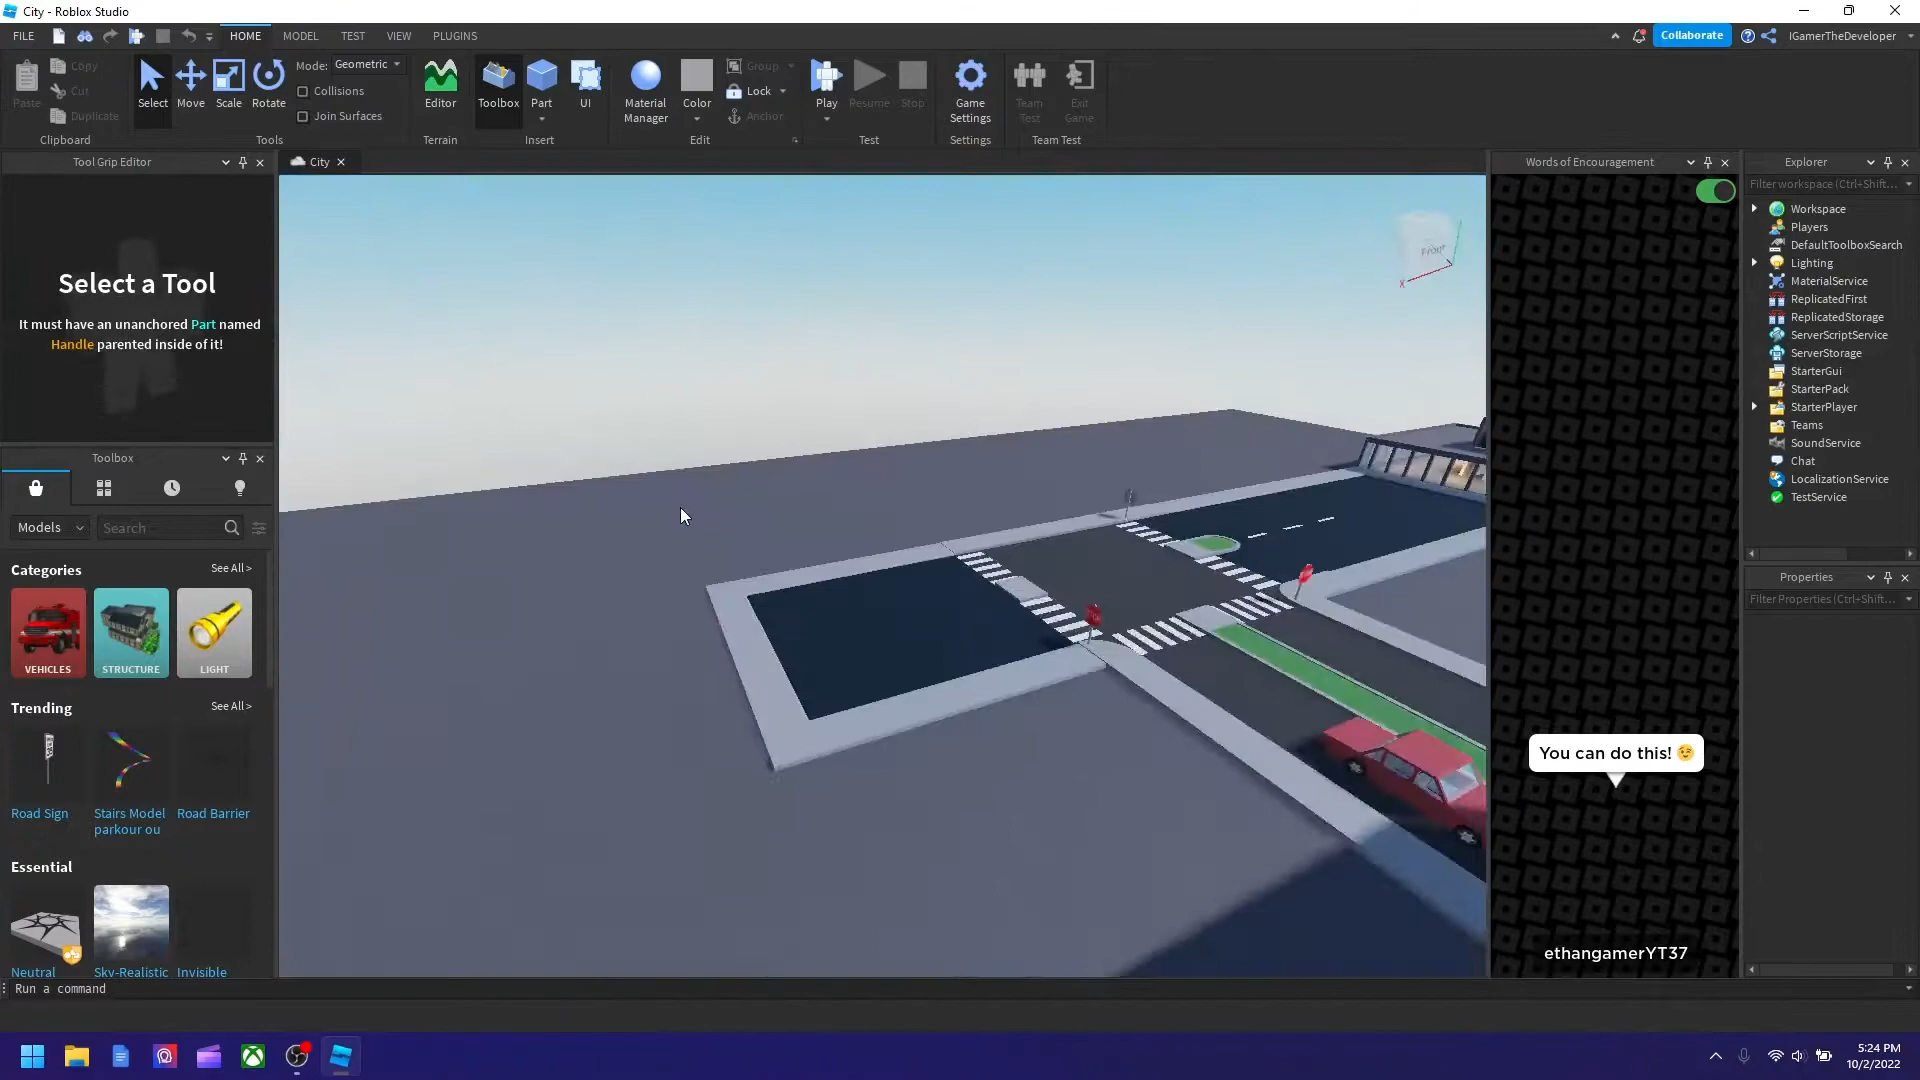 City - Roblox Studio
FILE
HOME
MODEL
TEST
VIEW
PLUGINS
Collaborate
IGamerTheDeveloper
Paste
Copy
Cut
Duplicate
Clipboard
Select
Move
Scale
Rotate
Mode:
Geometric
Collisions
Join Surfaces
Tools
Editor
Terrain
Toolbox
Part
UI
Insert
Material
Manager
Color
Group
Lock
Anchor
Edit
Play
Resume
Stop
Test
Game
Settings
Settings
Team
Test
Exit
Game
Team Test
Tool Grip Editor
City
Words of Encouragement
Explorer
Select a Tool
It must have an unanchored Part named
Handle parented inside of it!
Toolbox
Models
Search
Categories
See All >
VEHICLES
STRUCTURE
LIGHT
Trending
See All >
Road Sign
Stairs Model
parkour ou
Road Barrier
Essential
Neutral
Sky-Realistic
Invisible
Front
X
You can do this! 😉
ethangamerYT37
Filter workspace (Ctrl+Shift...
Workspace
Players
DefaultToolboxSearch
Lighting
MaterialService
ReplicatedFirst
ReplicatedStorage
ServerScriptService
ServerStorage
StarterGui
StarterPack
StarterPlayer
Teams
SoundService
Chat
LocalizationService
TestService
Properties
Filter Properties (Ctrl+Shift...
Run a command
5:24 PM
10/2/2022